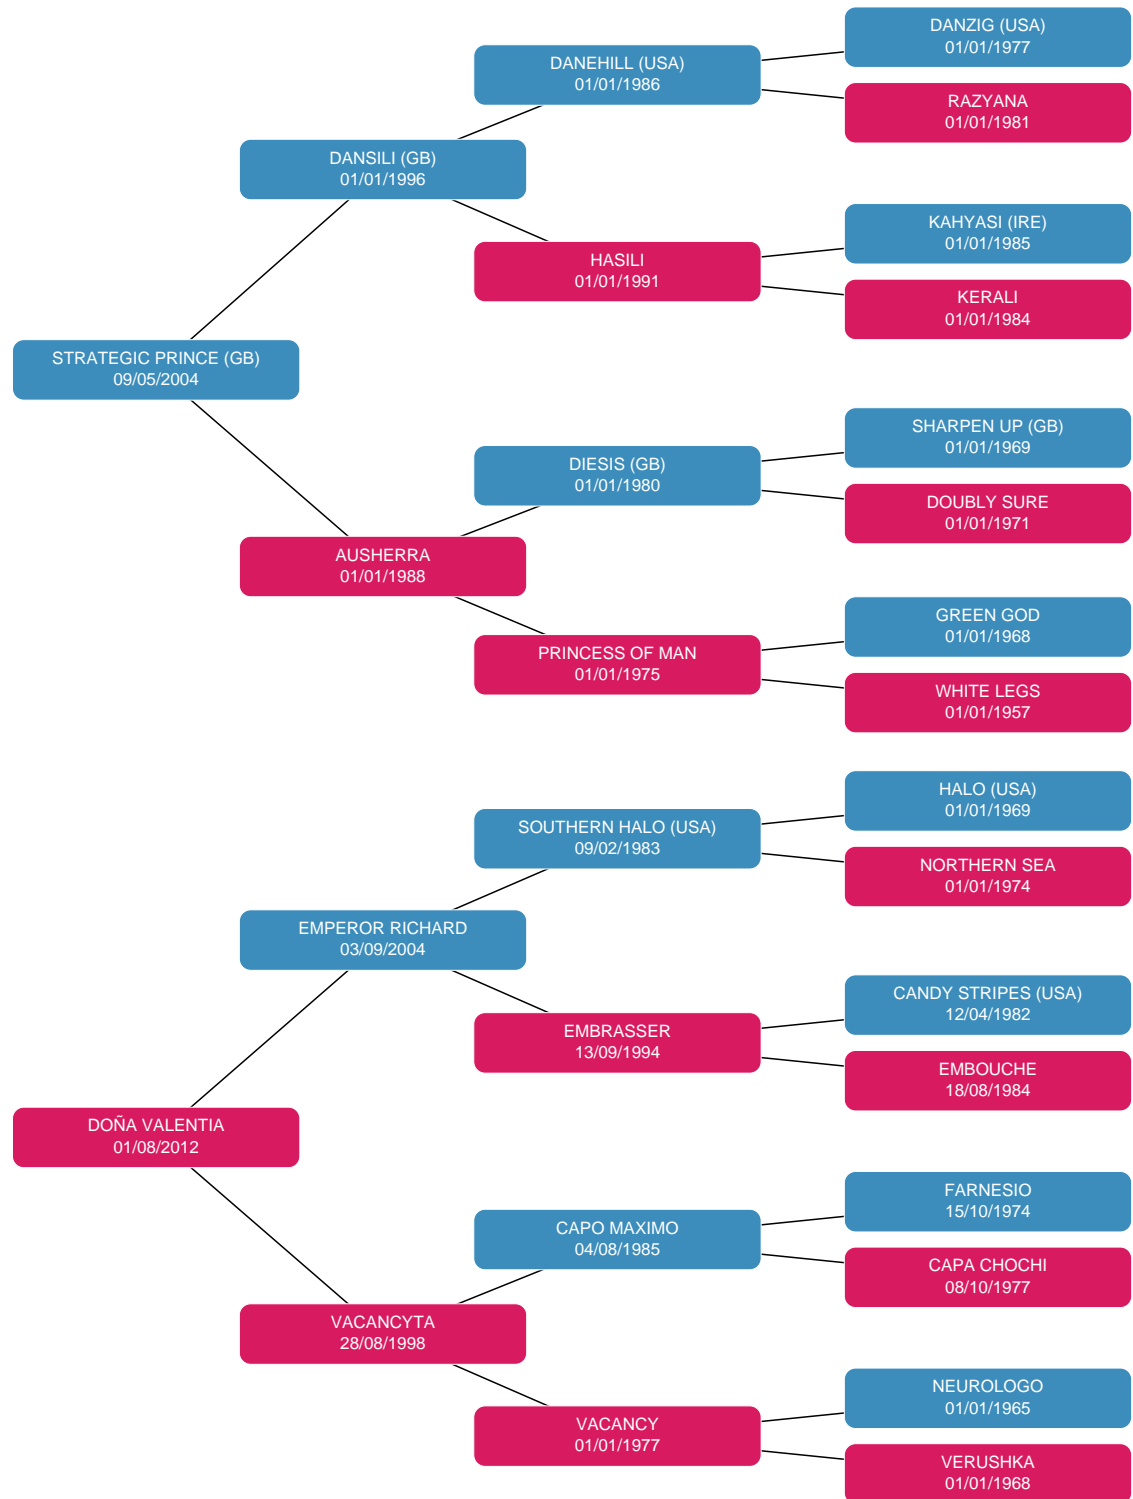 DANZIG (USA)
01/01/1977
DANEHILL (USA)
01/01/1986
RAZYANA
01/01/1981
DANSILI (GB)
01/01/1996
KAHYASI (IRE)
01/01/1985
HASILI
01/01/1991
KERALI
01/01/1984
STRATEGIC PRINCE (GB)
09/05/2004
SHARPEN UP (GB)
01/01/1969
DIESIS (GB)
01/01/1980
DOUBLY SURE
01/01/1971
AUSHERRA
01/01/1988
GREEN GOD
01/01/1968
PRINCESS OF MAN
01/01/1975
WHITE LEGS
01/01/1957
HALO (USA)
01/01/1969
SOUTHERN HALO (USA)
09/02/1983
NORTHERN SEA
01/01/1974
EMPEROR RICHARD
03/09/2004
CANDY STRIPES (USA)
12/04/1982
EMBRASSER
13/09/1994
EMBOUCHE
18/08/1984
DOÑA VALENTIA
01/08/2012
FARNESIO
15/10/1974
CAPO MAXIMO
04/08/1985
CAPA CHOCHI
08/10/1977
VACANCYTA
28/08/1998
NEUROLOGO
01/01/1965
VACANCY
01/01/1977
VERUSHKA
01/01/1968